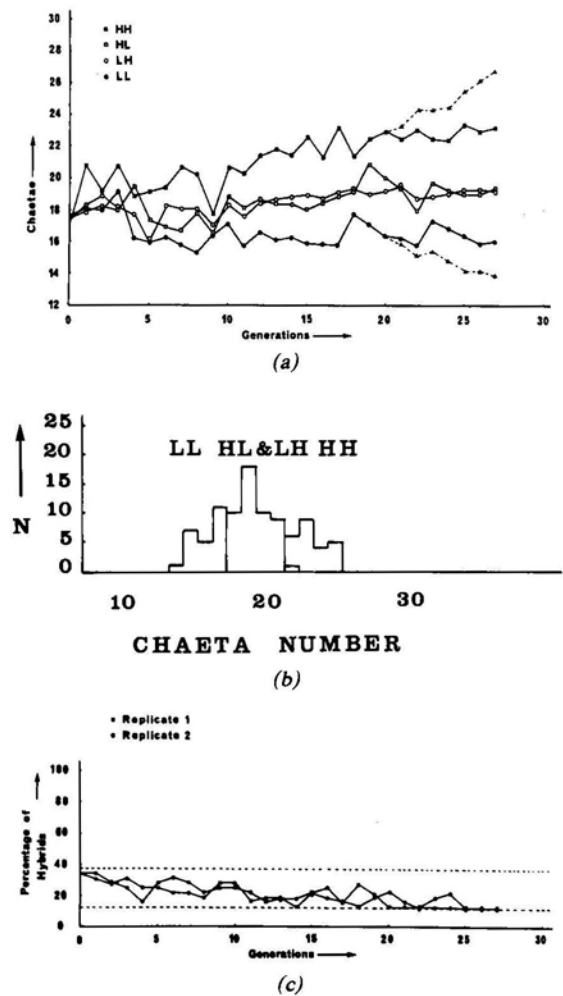 30
28
26
24
22
20
18
16
14
12
Chaetae
HH
HL
LH
LL
0 5 10 15 20 25 30
Generations
(a)
25
20
15
10
5
0
N
LL HL&LH HH
10 20 30
CHAETA NUMBER
(b)
Replicate 1
Replicate 2
100
80
60
40
20
0
Percentage of
Hybrids
0 5 10 15 20 25 30
Generations
(c)